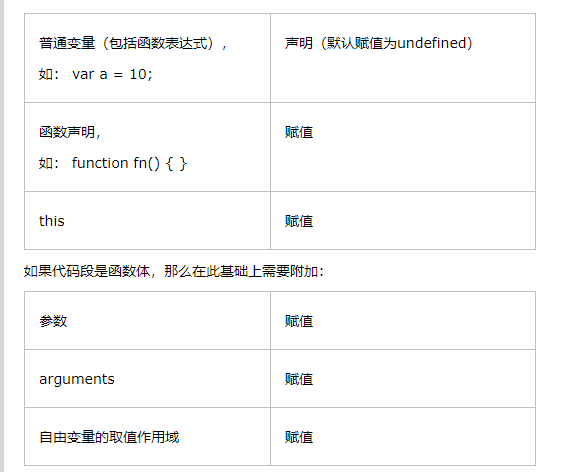 普通变量（包括函数表达式），
声明（默认赋值为undefined）
如： var a = 10;
函数声明，
赋值
如： function fn() { }
this
赋值
如果代码段是函数体，那么在此基础上需要附加：
参数
赋值
arguments
赋值
自由变量的取值作用域
赋值